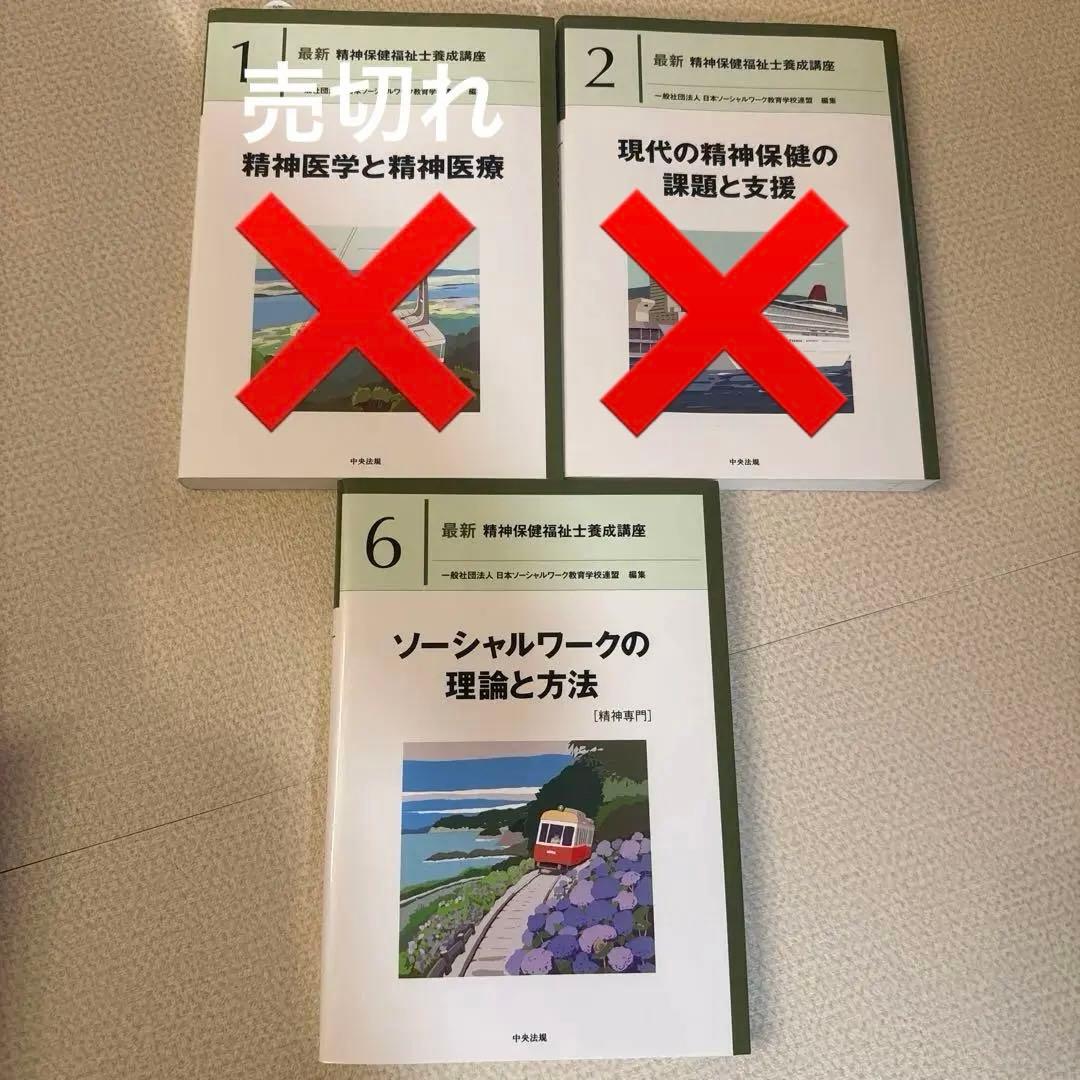 1
最新 精神保健福祉士養成講座
売切れ
精神医学と精神医療
中央法規
2
最新 精神保健福祉士養成講座
一般社団法人 日本ソーシャルワーク教育学校連盟 編集
現代の精神保健の
課題と支援
中央法規
6
最新 精神保健福祉士養成講座
一般社団法人 日本ソーシャルワーク教育学校連盟 編集
ソーシャルワークの
理論と方法
[精神専門]
中央法規